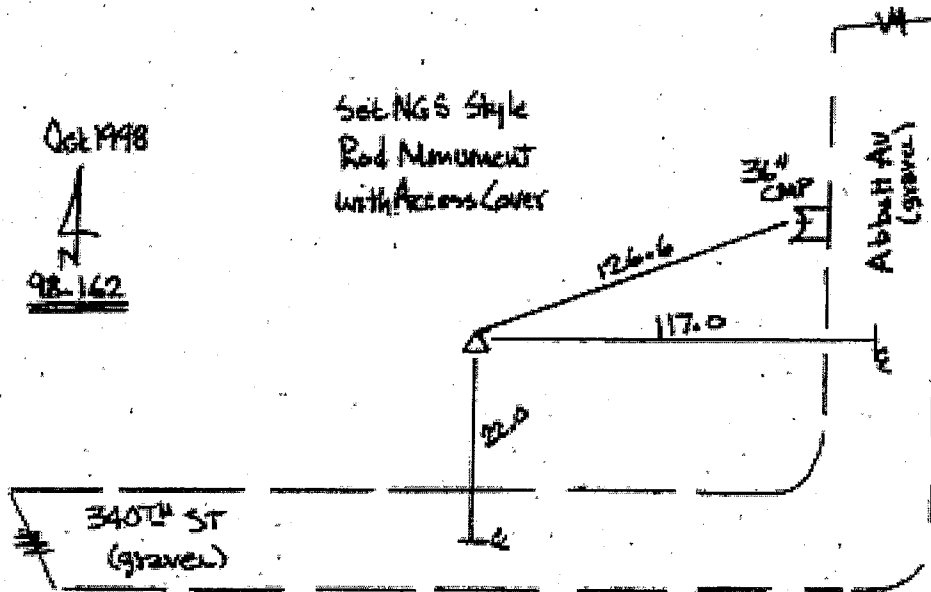 Oct 1998
N
98-162
Set NGS Style
Rod Monument
with Access Cover
36"
CMP
Abbott Av
(gravel)
126.6
117.0
22.0
340TH ST
(gravel)